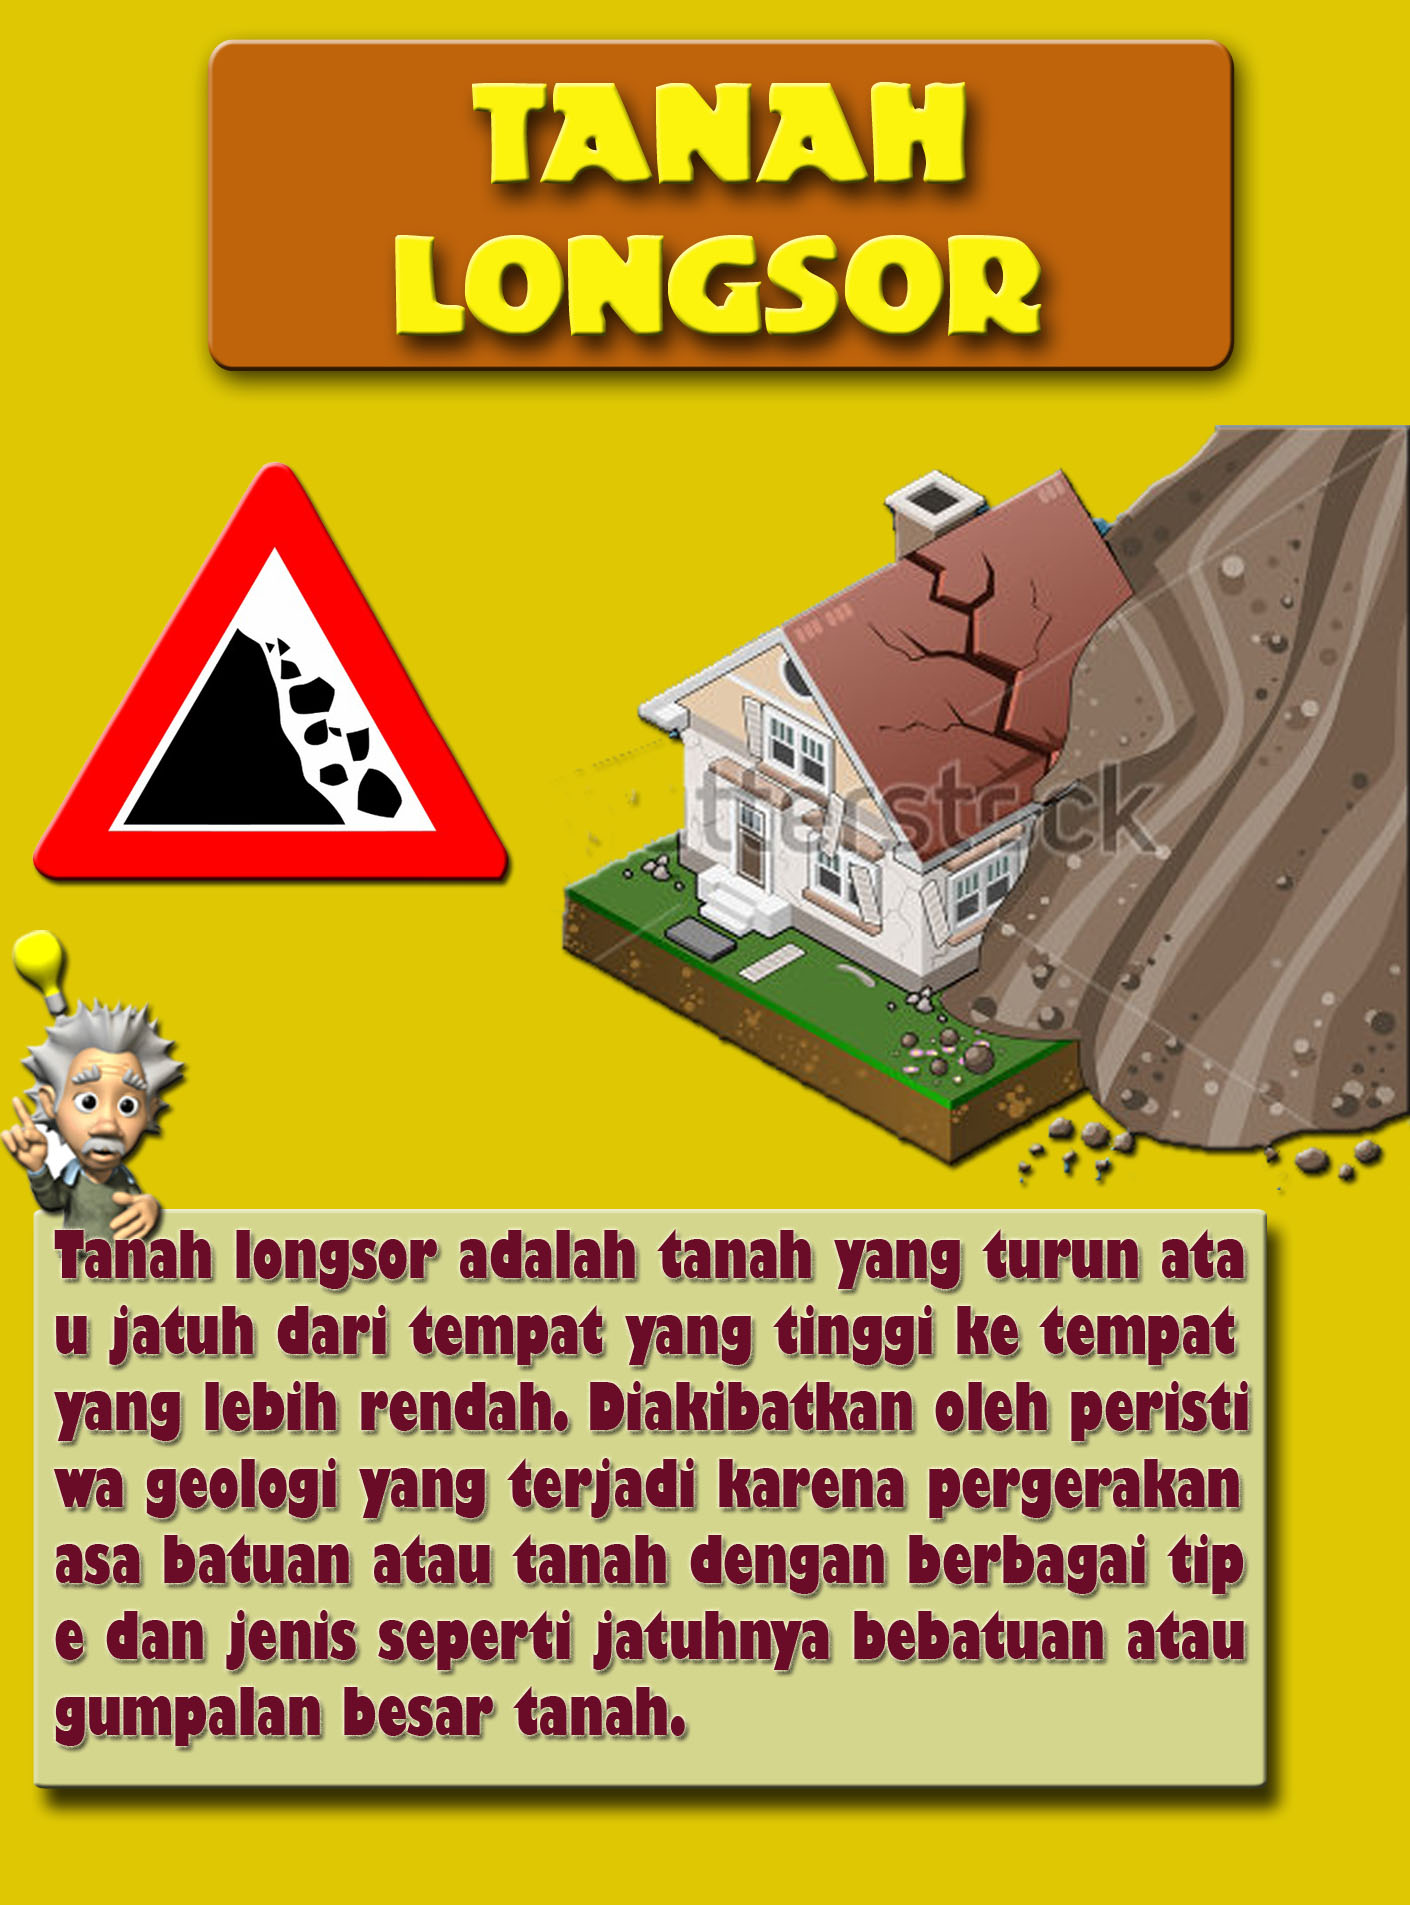 TANAH
LONGSOR
tterstock
Tanah longsor adalah tanah yang turun ata
u jatuh dari tempat yang tinggi ke tempat
yang lebih rendah. Diakibatkan oleh peristi
wa geologi yang terjadi karena pergerakan
asa batuan atau tanah dengan berbagai tip
e dan jenis seperti jatuhnya bebatuan atau
gumpalan besar tanah.